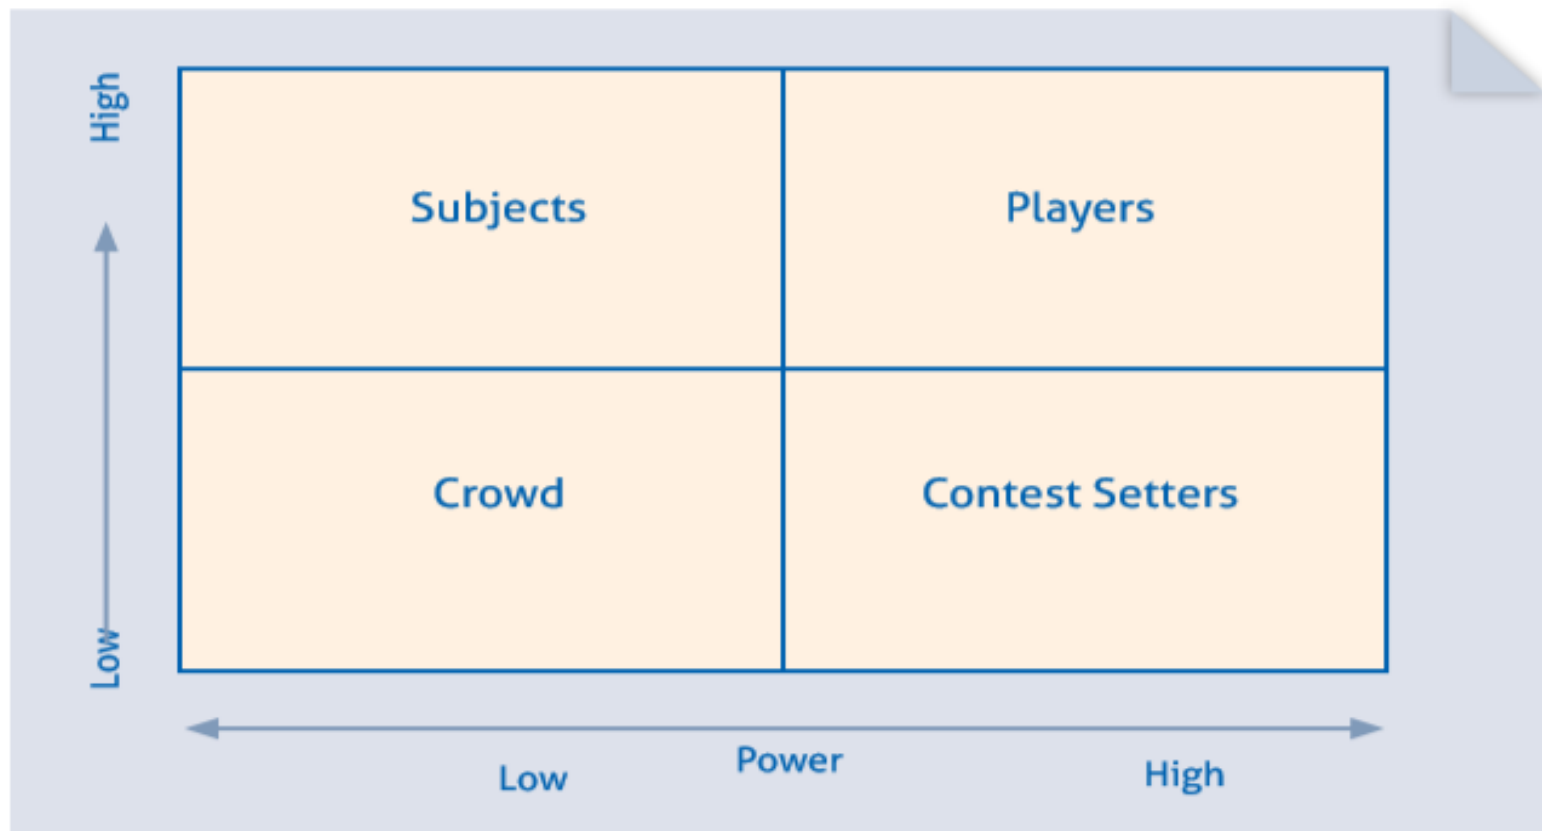 High
Subjects
Players
Crowd
Contest Setters
Low
Power
Low
High